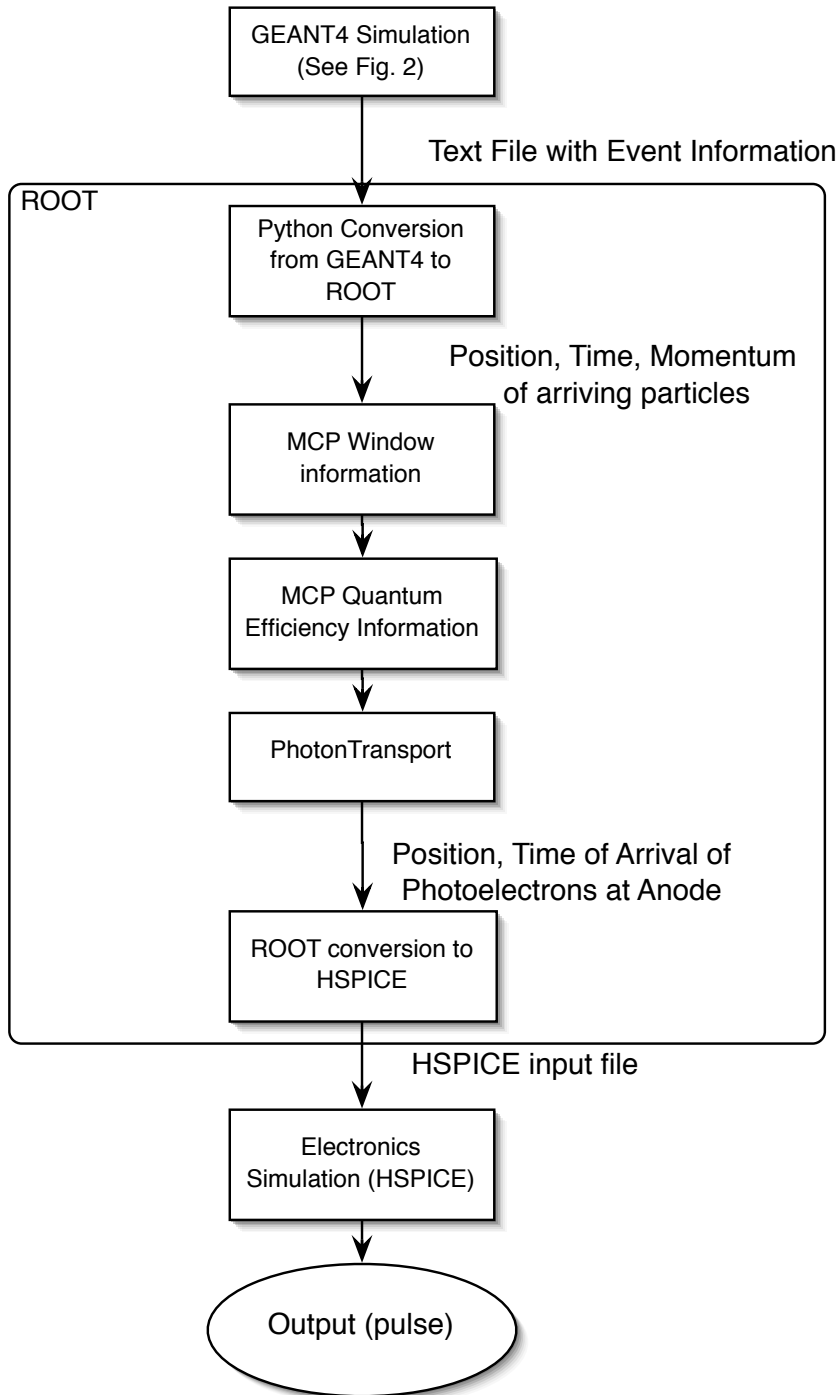 GEANT4 Simulation
(See Fig. 2)
Text File with Event Information
ROOT
Python Conversion
from GEANT4 to
ROOT
Position, Time, Momentum
of arriving particles
MCP Window
information
MCP Quantum
Efficiency Information
PhotonTransport
Position, Time of Arrival of
Photoelectrons at Anode
ROOT conversion to
HSPICE
HSPICE input file
Electronics
Simulation (HSPICE)
Output (pulse)